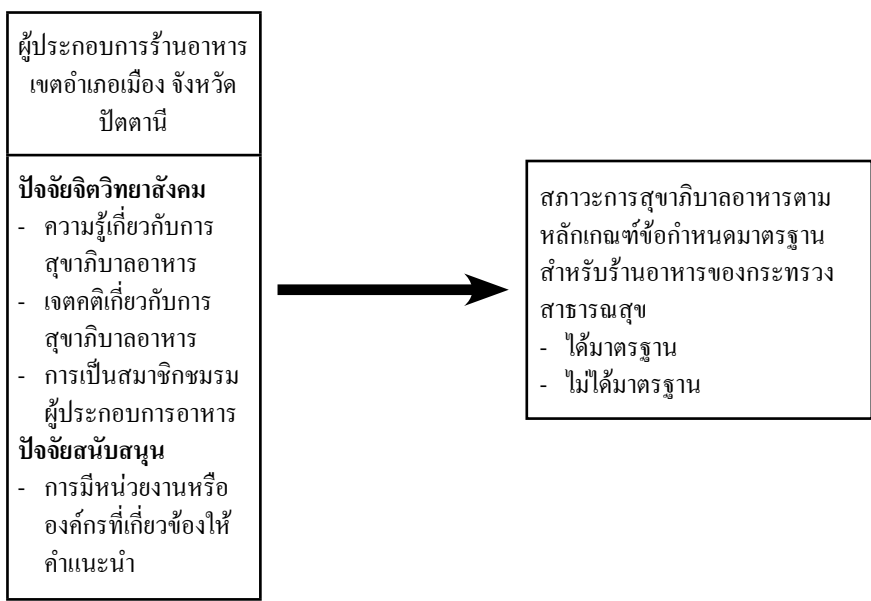 ผู้ประกอบการร้านอาหาร
เขตอำเภอเมือง จังหวัด
ปัตตานี
ปัจจัยจิตวิทยาสังคม
- ความรู้เกี่ยวกับการ
สุขาภิบาลอาหาร
- เจตคติเกี่ยวกับการ
สุขาภิบาลอาหาร
- การเป็นสมาชิกชมรม
ผู้ประกอบการอาหาร
ปัจจัยสนับสนุน
- การมีหน่วยงานหรือ
องค์กรที่เกี่ยวข้องให้
คำแนะนำ
สภาวะการสุขาภิบาลอาหารตาม
หลักเกณฑ์ข้อกำหนดมาตรฐาน
สำหรับร้านอาหารของกระทรวง
สาธารณสุข
- ได้มาตรฐาน
- ไม่ได้มาตรฐาน